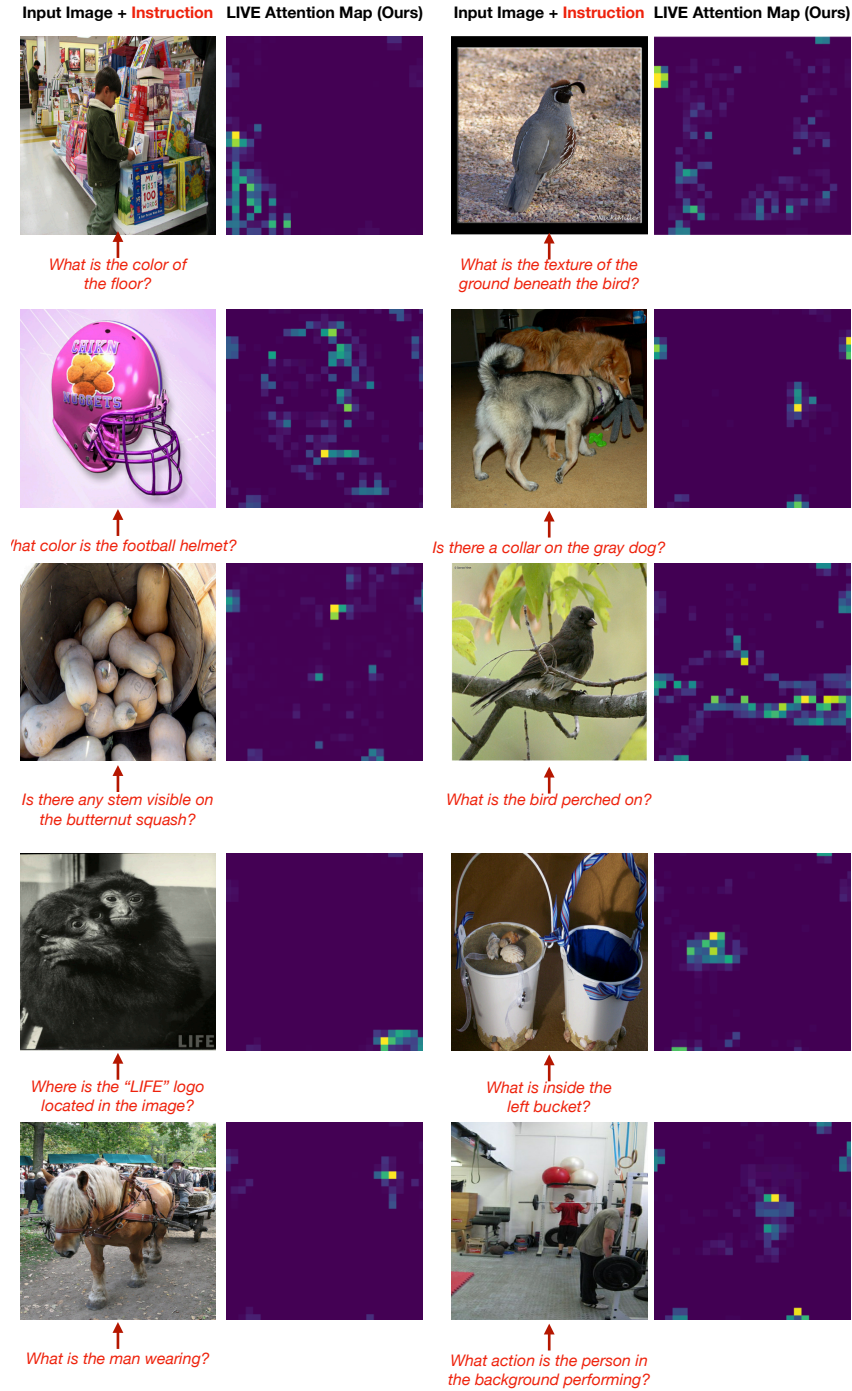 Input Image + Instruction LIVE Attention Map (Ours) Input Image + Instruction LIVE Attention Map (Ours)
MY
FIRST
100
WORDS
What is the color of
the floor?
What is the texture of the
ground beneath the bird?
CHIK'N
NUGGETS
hat color is the football helmet?
Is there a collar on the gray dog?
Is there any stem visible on
the butternut squash?
What is the bird perched on?
LIFE
Where is the “LIFE” logo
located in the image?
What is inside the
left bucket?
What is the man wearing?
What action is the person in
the background performing?